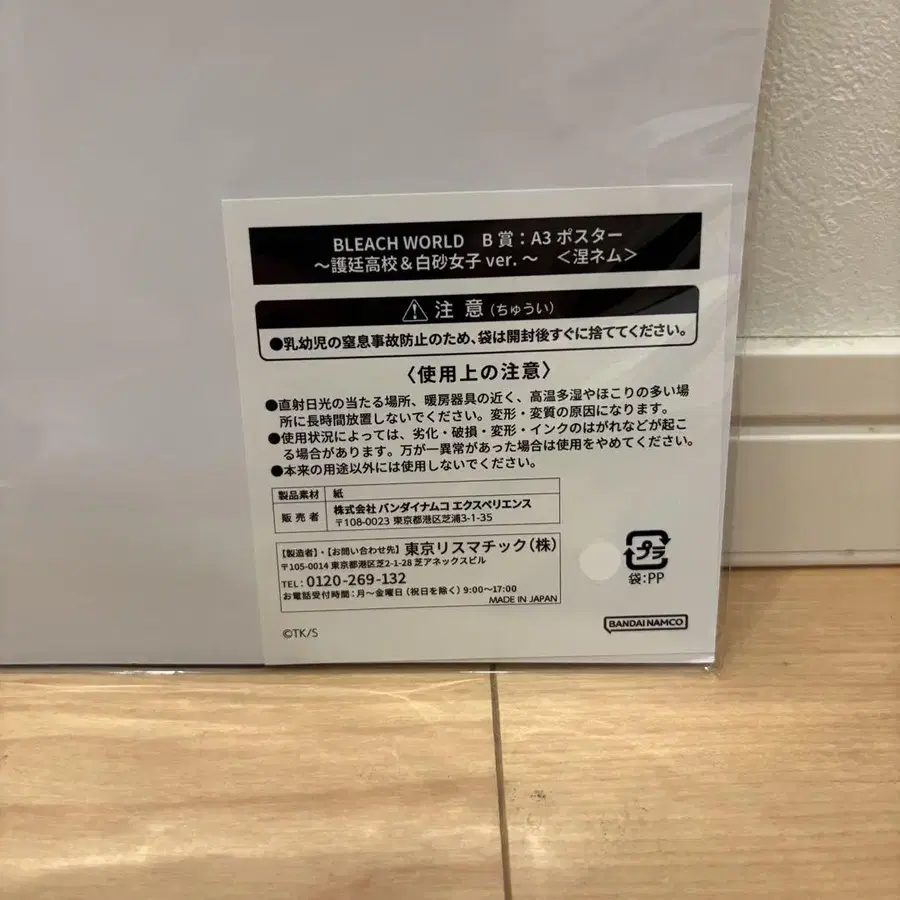 BLEACH WORLD B賞：A3ポスター
～護廷高校＆白砂女子 ver.～ ＜涅ネム＞
注意（ちゅうい）
●乳幼児の窒息事故防止のため、袋は開封後すぐに捨ててください。
〈使用上の注意〉
●直射日光の当たる場所、暖房器具の近く、高温多湿やほこりの多い場
所に長時間放置しないでください。変形・変質の原因になります。
●使用状況によっては、劣化・破損・変形・インクのはがれなどが起こ
る場合があります。万が一異常があった場合は使用をやめてください。
●本来の用途以外には使用しないでください。
製品素材 紙
販売者 株式会社 バンダイナムコ エクスペリエンス
〒108-0023 東京都港区芝浦3-1-35
【製造者】・【お問い合わせ先】東京リスマチック（株）
〒105-0014 東京都港区芝2-1-28 芝アネックスビル
TEL：0120-269-132
お電話受付時間：月～金曜日（祝日を除く）9:00～17:00
MADE IN JAPAN
プラ
袋：PP
©TK/S
BANDAI NAMCO